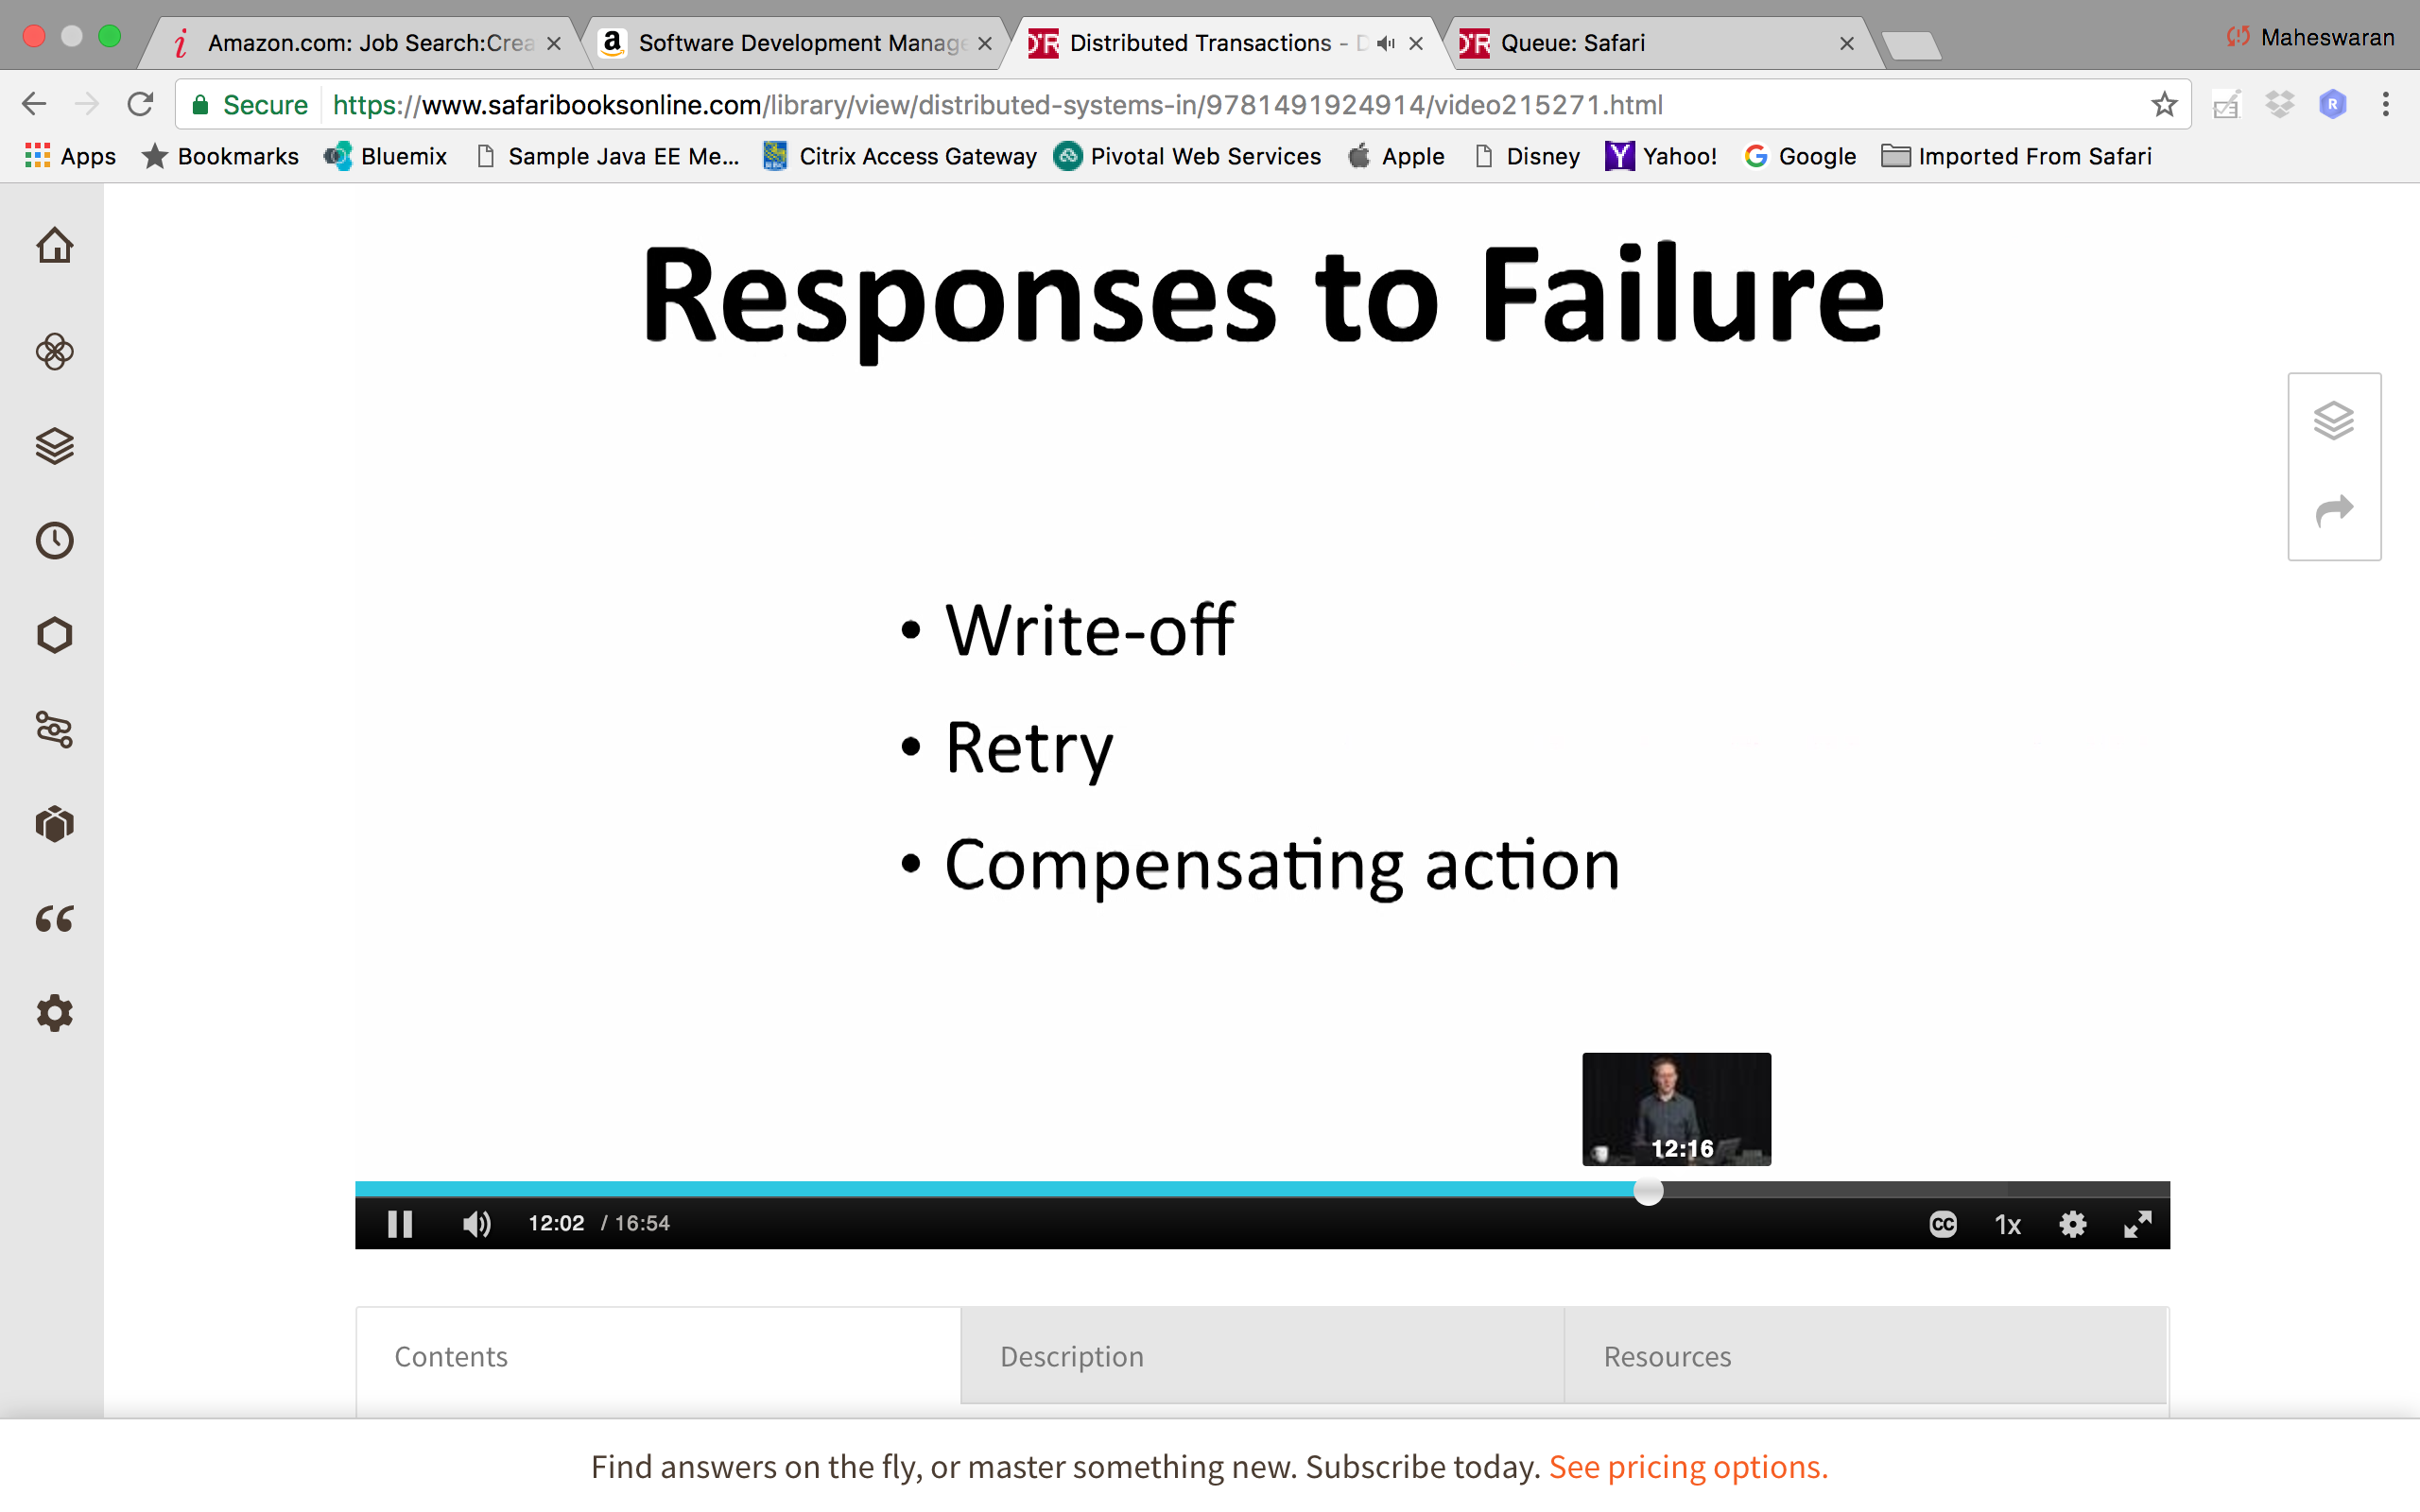 Amazon.com: Job Search:Crea
a Software Development Manage
Distributed Transactions - D
Queue: Safari
Maheswaran
Secure https://www.safaribooksonline.com/library/view/distributed-systems-in/9781491924914/video215271.html
Apps Bookmarks Bluemix Sample Java EE Me... Citrix Access Gateway Pivotal Web Services Apple Disney Yahoo! Google Imported From Safari
Responses to Failure
• Write-off
• Retry
• Compensating action
12:16
12:02 / 16:54
CC 1x
Contents Description Resources
Find answers on the fly, or master something new. Subscribe today. See pricing options.